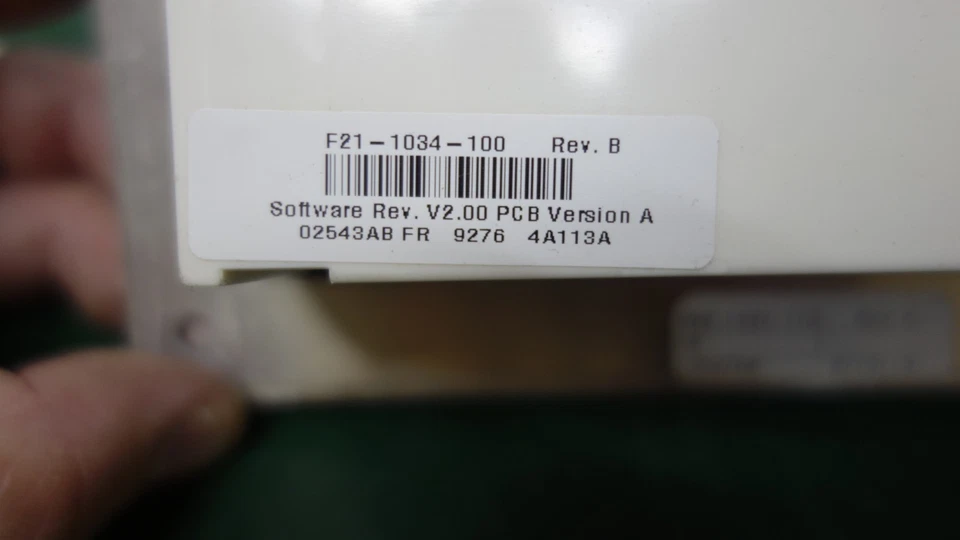 F21-1034-100 Rev. B
Software Rev. V2.00 PCB Version A
02543AB FR 9276 4A113A